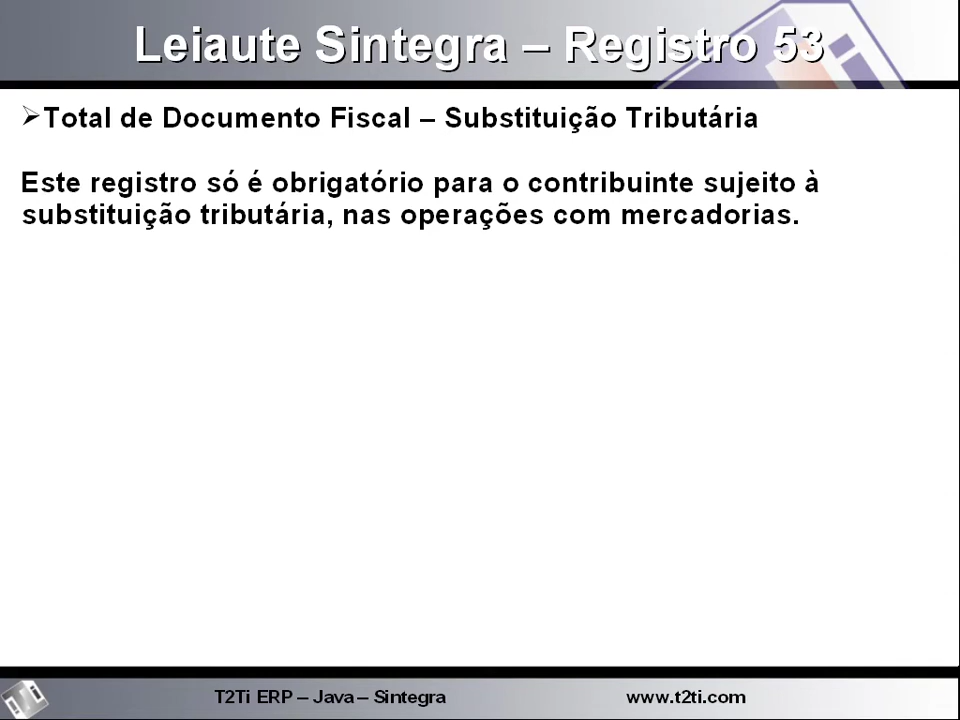 Leiaute Sintegra – Registro 53
Total de Documento Fiscal – Substituição Tributária
Este registro só é obrigatório para o contribuinte sujeito à
substituição tributária, nas operações com mercadorias.
T2Ti ERP – Java – Sintegra www.t2ti.com